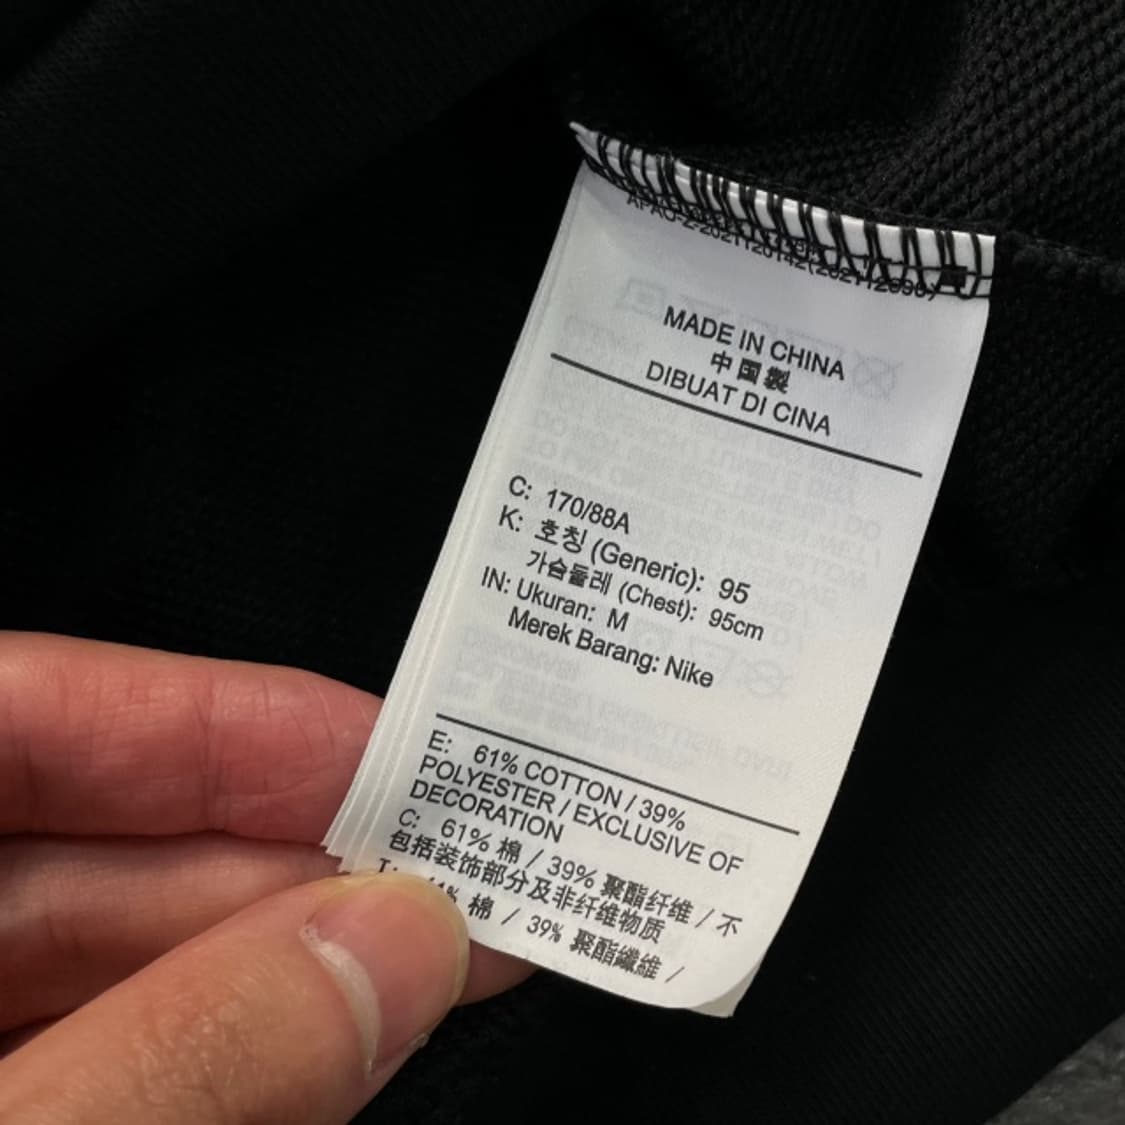 MADE IN CHINA
中国製
DIBUAT DI CINA
C: 170/88A
K: 호칭 (Generic): 95
가슴둘레 (Chest): 95cm
IN: Ukuran: M
Merek Barang: Nike
E: 61% COTTON / 39%
POLYESTER / EXCLUSIVE OF
DECORATION
C: 61% 棉 / 39% 聚酯纤维 / 不
包括装饰部分及非纤维物质
棉 / 39% 聚酯纖維 /